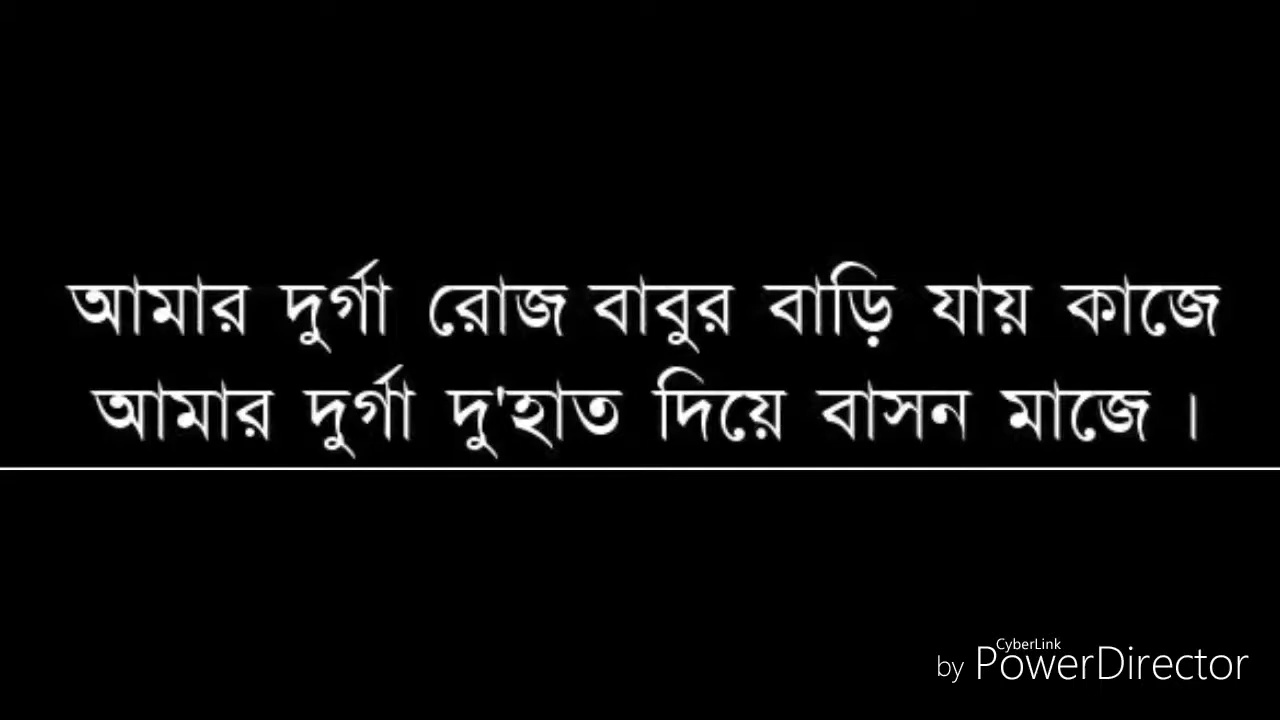 আমার দুর্গা রোজ বাবুর বাড়ি যায় কাজে
আমার দুর্গা দু'হাত দিয়ে বাসন মাজে ।
CyberLink
by PowerDirector